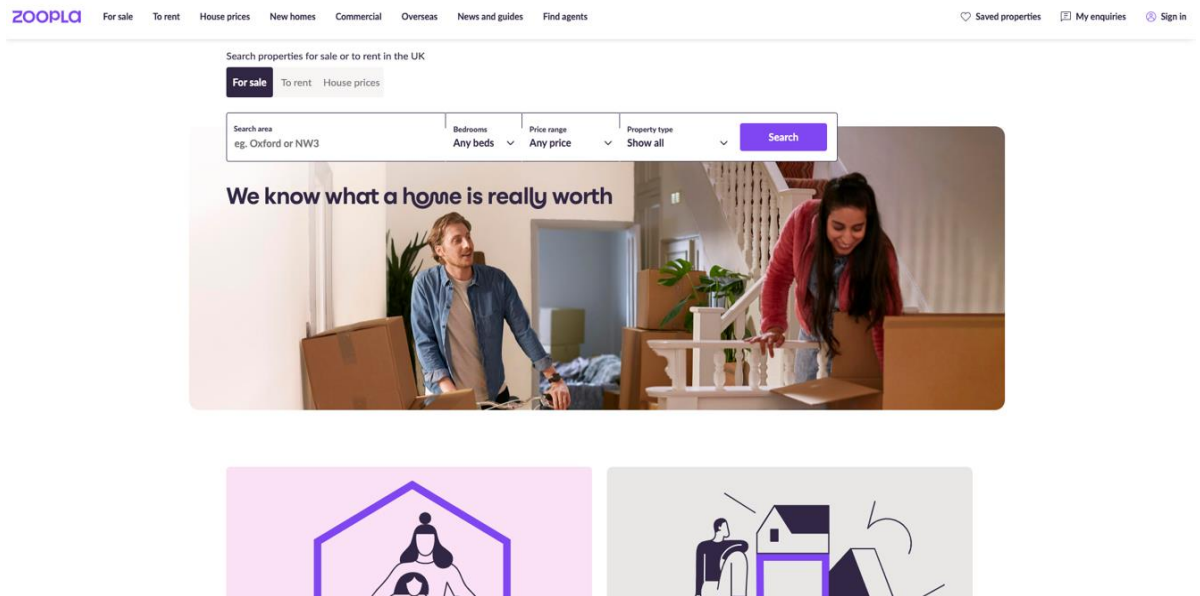 ZOOPLA For sale To rent House prices New homes Commercial Overseas News and guides Find agents Saved properties My enquiries Sign in
Search properties for sale or to rent in the UK
For sale To rent House prices
Search area Bedrooms Price range Property type
eg. Oxford or NW3 Any beds Any price Show all Search
We know what a home is really worth